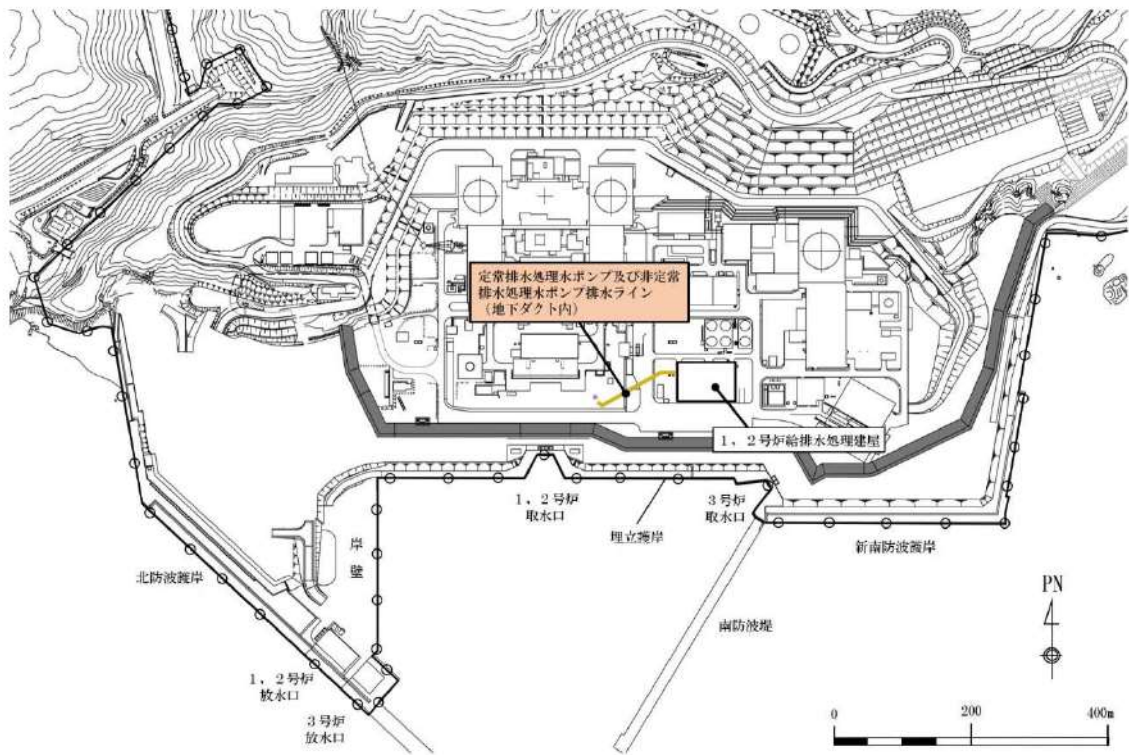 定常排水処理水ポンプ及び非定常
排水処理水ポンプ排水ライン
（地下ダクト内）
1、2号炉給排水処理建屋
1、2号炉
取水口
3号炉
取水口
埋立護岸
新南防波護岸
岸壁
北防波護岸
南防波堤
1、2号炉
放水口
3号炉
放水口
PN
0
200
400m